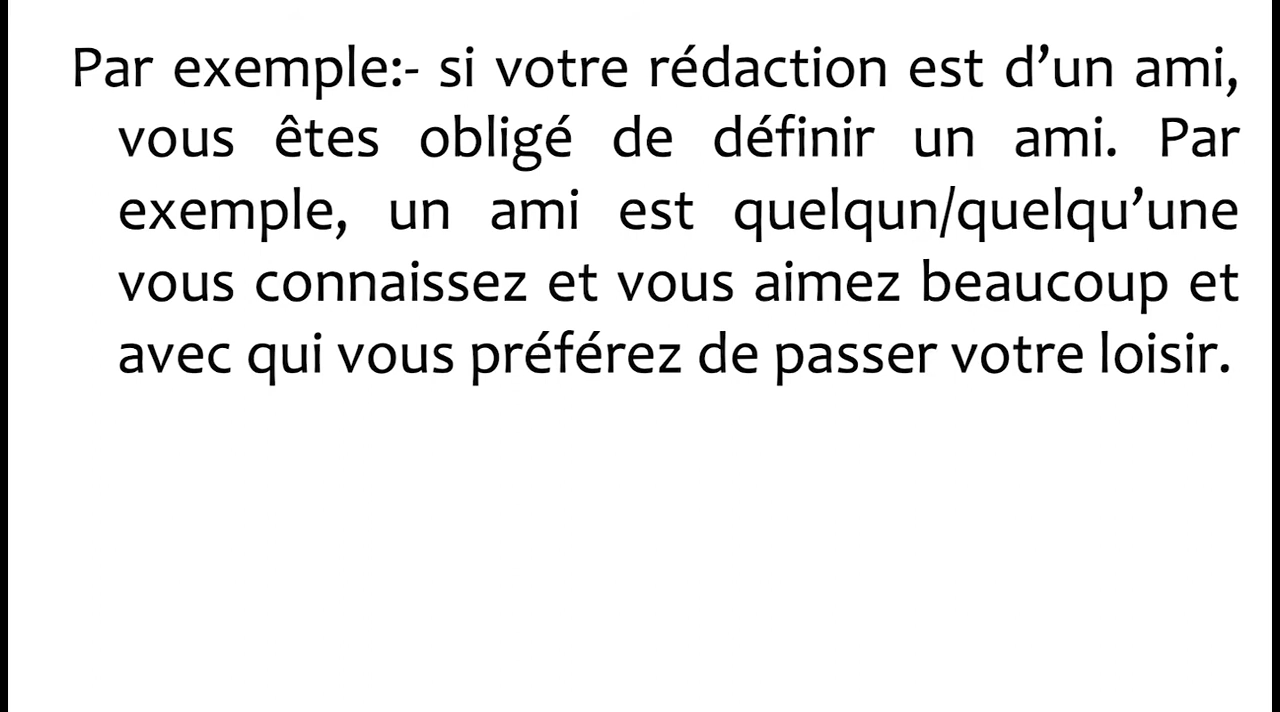 Par exemple:- si votre rédaction est d’un ami,
vous êtes obligé de définir un ami. Par
exemple, un ami est quelqun/quelqu’une
vous connaissez et vous aimez beaucoup et
avec qui vous préférez de passer votre loisir.